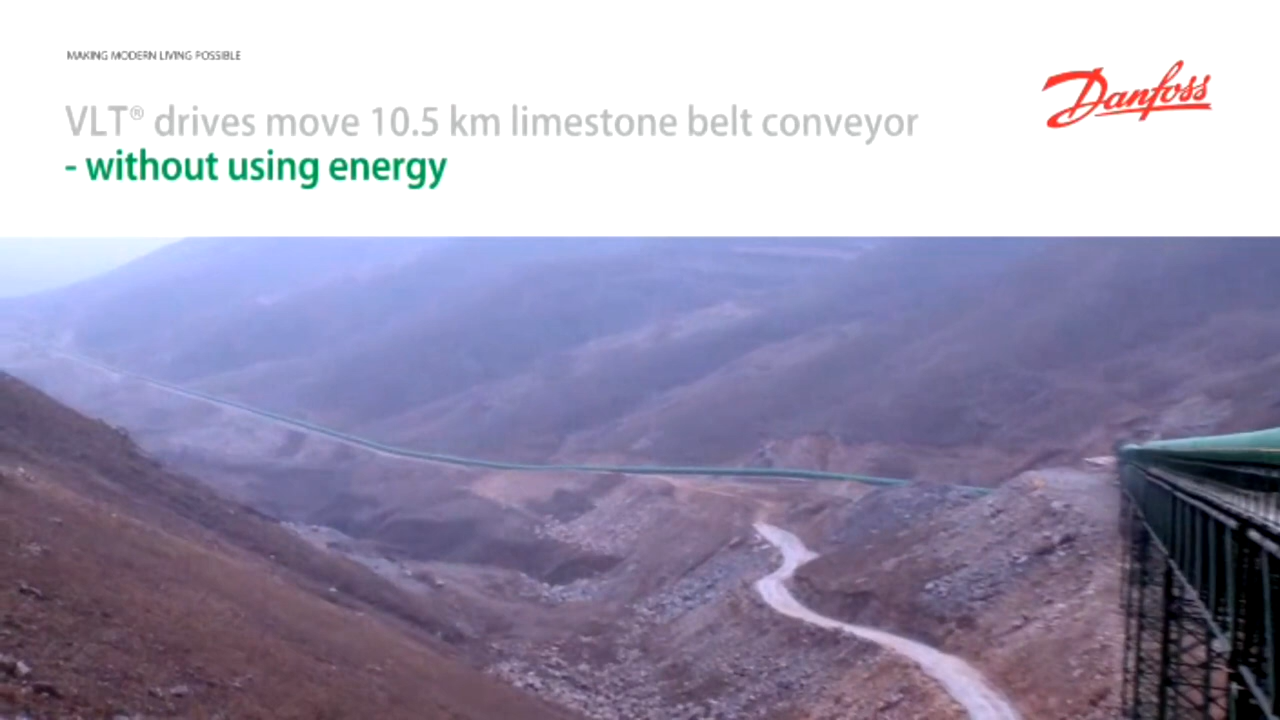 MAKING MODERN LIVING POSSIBLE
Danfoss
VLT® drives move 10.5 km limestone belt conveyor
- without using energy